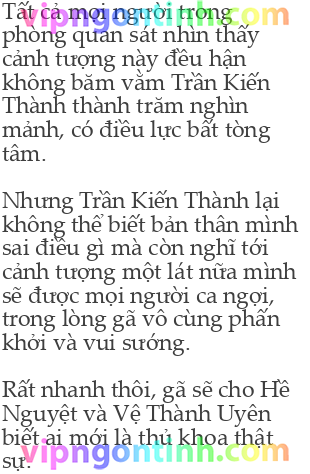 Tất cả mọi người trong
phòng quan sát nhìn thấy
cảnh tượng này đều hận
không băm vằm Trần Kiến
Thành thành trăm nghìn
mảnh, có điều lực bất tòng
tâm.
Nhưng Trần Kiến Thành lại
không thể biết bản thân mình
sai điều gì mà còn nghĩ tới
cảnh tượng một lát nữa mình
sẽ được mọi người ca ngợi,
trong lòng gã vô cùng phấn
khởi và vui sướng.
Rất nhanh thôi, gã sẽ cho Hề
Nguyệt và Vệ Thành Uyên
biết ai mới là thủ khoa thật
sự.
vipngontinh.com
vipngontinh.com